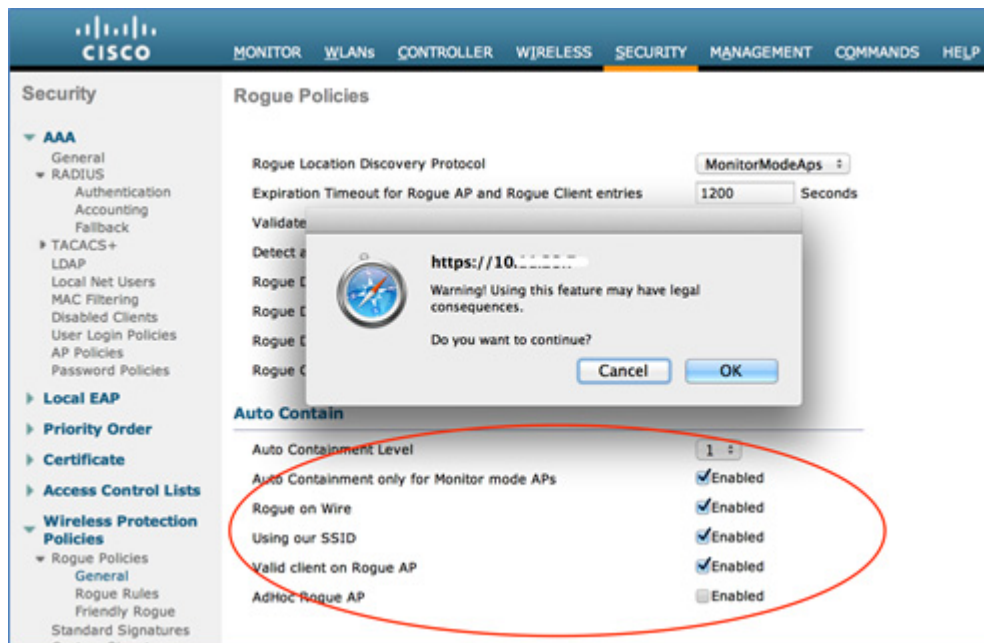 CISCO
MONITOR WLANs CONTROLLER WIRELESS SECURITY MANAGEMENT COMMANDS HELP
Security
AAA
General
RADIUS
Authentication
Accounting
Fallback
TACACS+
LDAP
Local Net Users
MAC Filtering
Disabled Clients
User Login Policies
AP Policies
Password Policies
Local EAP
Priority Order
Certificate
Access Control Lists
Wireless Protection
Policies
Rogue Policies
General
Rogue Rules
Friendly Rogue
Standard Signatures
Rogue Policies
Rogue Location Discovery Protocol MonitorModeAps
Expiration Timeout for Rogue AP and Rogue Client entries 1200 Seconds
Validate
Detect a
Rogue D
Rogue D
Rogue
Rogue
https://10.
Warning! Using this feature may have legal
consequences.
Do you want to continue?
Cancel OK
Auto Contain
Auto Containment Level 1
Auto Containment only for Monitor mode APs Enabled
Rogue on Wire Enabled
Using our SSID Enabled
Valid client on Rogue AP Enabled
AdHoc Rogue AP Enabled